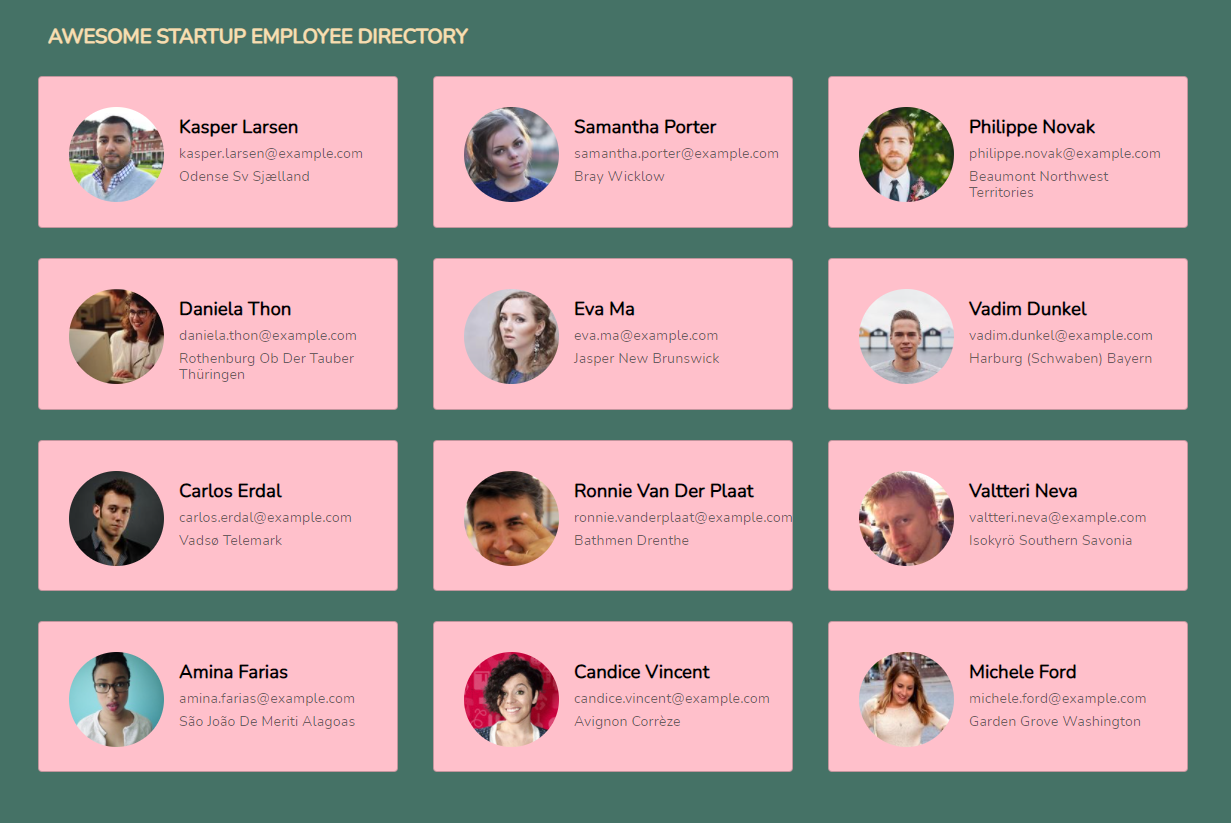 AWESOME STARTUP EMPLOYEE DIRECTORY
Kasper Larsen
kasper.larsen@example.com
Odense Sv Sjælland
Samantha Porter
samantha.porter@example.com
Bray Wicklow
Philippe Novak
philippe.novak@example.com
Beaumont Northwest
Territories
Daniela Thon
daniela.thon@example.com
Rothenburg Ob Der Tauber
Thüringen
Eva Ma
eva.ma@example.com
Jasper New Brunswick
Vadim Dunkel
vadim.dunkel@example.com
Harburg (Schwaben) Bayern
Carlos Erdal
carlos.erdal@example.com
Vadsø Telemark
Ronnie Van Der Plaat
ronnie.vanderplaat@example.com
Bathmen Drenthe
Valtteri Neva
valtteri.neva@example.com
Isokyrö Southern Savonia
Amina Farias
amina.farias@example.com
São João De Meriti Alagoas
Candice Vincent
candice.vincent@example.com
Avignon Corrèze
Michele Ford
michele.ford@example.com
Garden Grove Washington